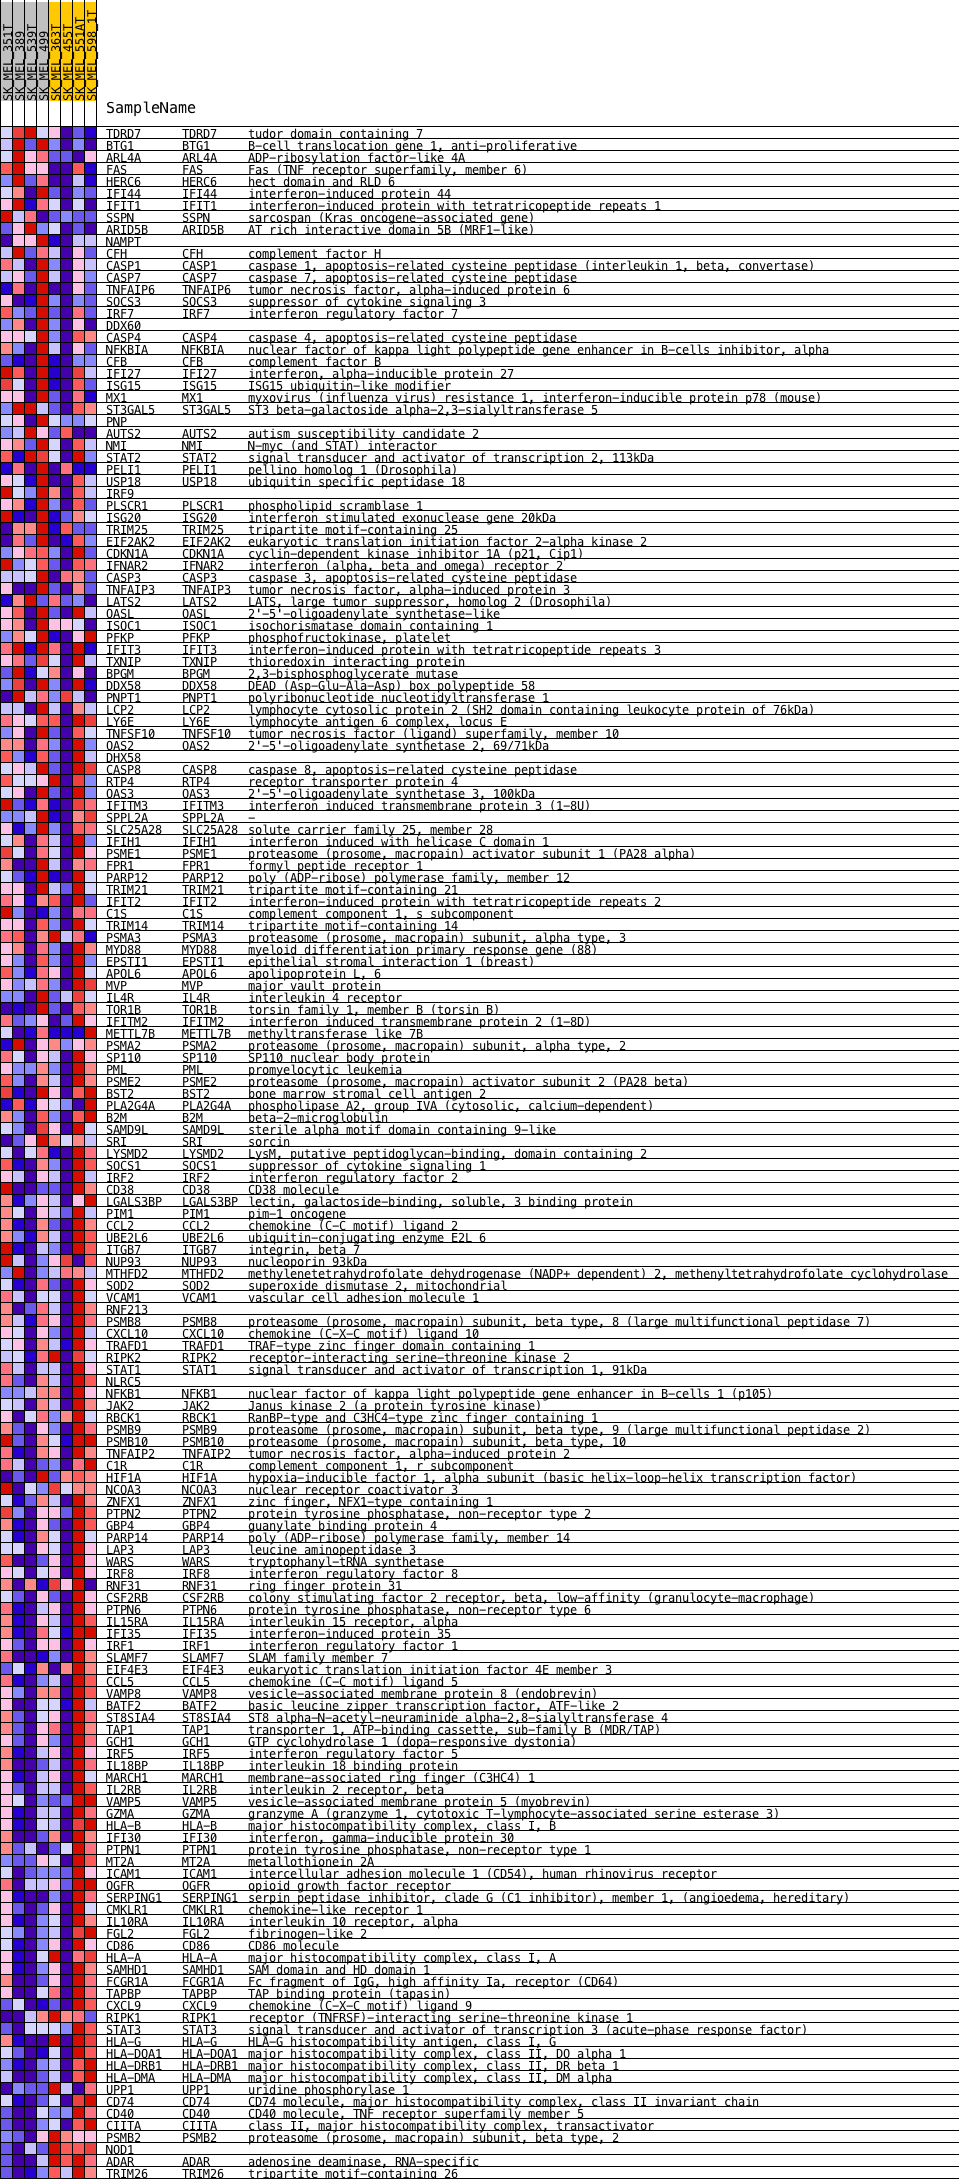 SK_MEL_351T
SK_MEL_389
SK_MEL_539T
SK_MEL_499
SK_MEL_363T
SK_MEL_455T
SK_MEL_551AT
SK_MEL_598_1T
SampleName
TDRD7 TDRD7 tudor domain containing 7
BTG1 BTG1 B-cell translocation gene 1, anti-proliferative
ARL4A ARL4A ADP-ribosylation factor-like 4A
FAS FAS Fas (TNF receptor superfamily, member 6)
HERC6 HERC6 hect domain and RLD 6
IFI44 IFI44 interferon-induced protein 44
IFIT1 IFIT1 interferon-induced protein with tetratricopeptide repeats 1
SSPN SSPN sarcospan (Kras oncogene-associated gene)
ARID5B ARID5B AT rich interactive domain 5B (MRF1-like)
NAMPT
CFH CFH complement factor H
CASP1 CASP1 caspase 1, apoptosis-related cysteine peptidase (interleukin 1, beta, convertase)
CASP7 CASP7 caspase 7, apoptosis-related cysteine peptidase
TNFAIP6 TNFAIP6 tumor necrosis factor, alpha-induced protein 6
SOCS3 SOCS3 suppressor of cytokine signaling 3
IRF7 IRF7 interferon regulatory factor 7
DDX60
CASP4 CASP4 caspase 4, apoptosis-related cysteine peptidase
NFKBIA NFKBIA nuclear factor of kappa light polypeptide gene enhancer in B-cells inhibitor, alpha
CFB CFB complement factor B
IFI27 IFI27 interferon, alpha-inducible protein 27
ISG15 ISG15 ISG15 ubiquitin-like modifier
MX1 MX1 myxovirus (influenza virus) resistance 1, interferon-inducible protein p78 (mouse)
ST3GAL5 ST3GAL5 ST3 beta-galactoside alpha-2,3-sialyltransferase 5
PNP
AUTS2 AUTS2 autism susceptibility candidate 2
NMI NMI N-myc (and STAT) interactor
STAT2 STAT2 signal transducer and activator of transcription 2, 113kDa
PELI1 PELI1 pellino homolog 1 (Drosophila)
USP18 USP18 ubiquitin specific peptidase 18
IRF9
PLSCR1 PLSCR1 phospholipid scramblase 1
ISG20 ISG20 interferon stimulated exonuclease gene 20kDa
TRIM25 TRIM25 tripartite motif-containing 25
EIF2AK2 EIF2AK2 eukaryotic translation initiation factor 2-alpha kinase 2
CDKN1A CDKN1A cyclin-dependent kinase inhibitor 1A (p21, Cip1)
IFNAR2 IFNAR2 interferon (alpha, beta and omega) receptor 2
CASP3 CASP3 caspase 3, apoptosis-related cysteine peptidase
TNFAIP3 TNFAIP3 tumor necrosis factor, alpha-induced protein 3
LATS2 LATS2 LATS, large tumor suppressor, homolog 2 (Drosophila)
OASL OASL 2'-5'-oligoadenylate synthetase-like
ISOC1 ISOC1 isochorismatase domain containing 1
PFKP PFKP phosphofructokinase, platelet
IFIT3 IFIT3 interferon-induced protein with tetratricopeptide repeats 3
TXNIP TXNIP thioredoxin interacting protein
BPGM BPGM 2,3-bisphosphoglycerate mutase
DDX58 DDX58 DEAD (Asp-Glu-Ala-Asp) box polypeptide 58
PNPT1 PNPT1 polyribonucleotide nucleotidyltransferase 1
LCP2 LCP2 lymphocyte cytosolic protein 2 (SH2 domain containing leukocyte protein of 76kDa)
LY6E LY6E lymphocyte antigen 6 complex, locus E
TNFSF10 TNFSF10 tumor necrosis factor (ligand) superfamily, member 10
OAS2 OAS2 2'-5'-oligoadenylate synthetase 2, 69/71kDa
DHX58
CASP8 CASP8 caspase 8, apoptosis-related cysteine peptidase
RTP4 RTP4 receptor transporter protein 4
OAS3 OAS3 2'-5'-oligoadenylate synthetase 3, 100kDa
IFITM3 IFITM3 interferon induced transmembrane protein 3 (1-8U)
SPPL2A SPPL2A -
SLC25A28 SLC25A28 solute carrier family 25, member 28
IFIH1 IFIH1 interferon induced with helicase C domain 1
PSME1 PSME1 proteasome (prosome, macropain) activator subunit 1 (PA28 alpha)
FPR1 FPR1 formyl peptide receptor 1
PARP12 PARP12 poly (ADP-ribose) polymerase family, member 12
TRIM21 TRIM21 tripartite motif-containing 21
IFIT2 IFIT2 interferon-induced protein with tetratricopeptide repeats 2
C1S C1S complement component 1, s subcomponent
TRIM14 TRIM14 tripartite motif-containing 14
PSMA3 PSMA3 proteasome (prosome, macropain) subunit, alpha type, 3
MYD88 MYD88 myeloid differentiation primary response gene (88)
EPSTI1 EPSTI1 epithelial stromal interaction 1 (breast)
APOL6 APOL6 apolipoprotein L, 6
MVP MVP major vault protein
IL4R IL4R interleukin 4 receptor
TOR1B TOR1B torsin family 1, member B (torsin B)
IFITM2 IFITM2 interferon induced transmembrane protein 2 (1-8D)
METTL7B METTL7B methyltransferase like 7B
PSMA2 PSMA2 proteasome (prosome, macropain) subunit, alpha type, 2
SP110 SP110 SP110 nuclear body protein
PML PML promyelocytic leukemia
PSME2 PSME2 proteasome (prosome, macropain) activator subunit 2 (PA28 beta)
BST2 BST2 bone marrow stromal cell antigen 2
PLA2G4A PLA2G4A phospholipase A2, group IVA (cytosolic, calcium-dependent)
B2M B2M beta-2-microglobulin
SAMD9L SAMD9L sterile alpha motif domain containing 9-like
SRI SRI sorcin
LYSMD2 LYSMD2 LysM, putative peptidoglycan-binding, domain containing 2
SOCS1 SOCS1 suppressor of cytokine signaling 1
IRF2 IRF2 interferon regulatory factor 2
CD38 CD38 CD38 molecule
LGALS3BP LGALS3BP lectin, galactoside-binding, soluble, 3 binding protein
PIM1 PIM1 pim-1 oncogene
CCL2 CCL2 chemokine (C-C motif) ligand 2
UBE2L6 UBE2L6 ubiquitin-conjugating enzyme E2L 6
ITGB7 ITGB7 integrin, beta 7
NUP93 NUP93 nucleoporin 93kDa
MTHFD2 MTHFD2 methylenetetrahydrofolate dehydrogenase (NADP+ dependent) 2, methenyltetrahydrofolate cyclohydrolase
SOD2 SOD2 superoxide dismutase 2, mitochondrial
VCAM1 VCAM1 vascular cell adhesion molecule 1
RNF213
PSMB8 PSMB8 proteasome (prosome, macropain) subunit, beta type, 8 (large multifunctional peptidase 7)
CXCL10 CXCL10 chemokine (C-X-C motif) ligand 10
TRAFD1 TRAFD1 TRAF-type zinc finger domain containing 1
RIPK2 RIPK2 receptor-interacting serine-threonine kinase 2
STAT1 STAT1 signal transducer and activator of transcription 1, 91kDa
NLRC5
NFKB1 NFKB1 nuclear factor of kappa light polypeptide gene enhancer in B-cells 1 (p105)
JAK2 JAK2 Janus kinase 2 (a protein tyrosine kinase)
RBCK1 RBCK1 RanBP-type and C3HC4-type zinc finger containing 1
PSMB9 PSMB9 proteasome (prosome, macropain) subunit, beta type, 9 (large multifunctional peptidase 2)
PSMB10 PSMB10 proteasome (prosome, macropain) subunit, beta type, 10
TNFAIP2 TNFAIP2 tumor necrosis factor, alpha-induced protein 2
C1R C1R complement component 1, r subcomponent
HIF1A HIF1A hypoxia-inducible factor 1, alpha subunit (basic helix-loop-helix transcription factor)
NCOA3 NCOA3 nuclear receptor coactivator 3
ZNFX1 ZNFX1 zinc finger, NFX1-type containing 1
PTPN2 PTPN2 protein tyrosine phosphatase, non-receptor type 2
GBP4 GBP4 guanylate binding protein 4
PARP14 PARP14 poly (ADP-ribose) polymerase family, member 14
LAP3 LAP3 leucine aminopeptidase 3
WARS WARS tryptophanyl-tRNA synthetase
IRF8 IRF8 interferon regulatory factor 8
RNF31 RNF31 ring finger protein 31
CSF2RB CSF2RB colony stimulating factor 2 receptor, beta, low-affinity (granulocyte-macrophage)
PTPN6 PTPN6 protein tyrosine phosphatase, non-receptor type 6
IL15RA IL15RA interleukin 15 receptor, alpha
IFI35 IFI35 interferon-induced protein 35
IRF1 IRF1 interferon regulatory factor 1
SLAMF7 SLAMF7 SLAM family member 7
EIF4E3 EIF4E3 eukaryotic translation initiation factor 4E member 3
CCL5 CCL5 chemokine (C-C motif) ligand 5
VAMP8 VAMP8 vesicle-associated membrane protein 8 (endobrevin)
BATF2 BATF2 basic leucine zipper transcription factor, ATF-like 2
ST8SIA4 ST8SIA4 ST8 alpha-N-acetyl-neuraminide alpha-2,8-sialyltransferase 4
TAP1 TAP1 transporter 1, ATP-binding cassette, sub-family B (MDR/TAP)
GCH1 GCH1 GTP cyclohydrolase 1 (dopa-responsive dystonia)
IRF5 IRF5 interferon regulatory factor 5
IL18BP IL18BP interleukin 18 binding protein
MARCH1 MARCH1 membrane-associated ring finger (C3HC4) 1
IL2RB IL2RB interleukin 2 receptor, beta
VAMP5 VAMP5 vesicle-associated membrane protein 5 (myobrevin)
GZMA GZMA granzyme A (granzyme 1, cytotoxic T-lymphocyte-associated serine esterase 3)
HLA-B HLA-B major histocompatibility complex, class I, B
IFI30 IFI30 interferon, gamma-inducible protein 30
PTPN1 PTPN1 protein tyrosine phosphatase, non-receptor type 1
MT2A MT2A metallothionein 2A
ICAM1 ICAM1 intercellular adhesion molecule 1 (CD54), human rhinovirus receptor
OGFR OGFR opioid growth factor receptor
SERPING1 SERPING1 serpin peptidase inhibitor, clade G (C1 inhibitor), member 1, (angioedema, hereditary)
CMKLR1 CMKLR1 chemokine-like receptor 1
IL10RA IL10RA interleukin 10 receptor, alpha
FGL2 FGL2 fibrinogen-like 2
CD86 CD86 CD86 molecule
HLA-A HLA-A major histocompatibility complex, class I, A
SAMHD1 SAMHD1 SAM domain and HD domain 1
FCGR1A FCGR1A Fc fragment of IgG, high affinity Ia, receptor (CD64)
TAPBP TAPBP TAP binding protein (tapasin)
CXCL9 CXCL9 chemokine (C-X-C motif) ligand 9
RIPK1 RIPK1 receptor (TNFRSF)-interacting serine-threonine kinase 1
STAT3 STAT3 signal transducer and activator of transcription 3 (acute-phase response factor)
HLA-G HLA-G HLA-G histocompatibility antigen, class I, G
HLA-DQA1 HLA-DQA1 major histocompatibility complex, class II, DQ alpha 1
HLA-DRB1 HLA-DRB1 major histocompatibility complex, class II, DR beta 1
HLA-DMA HLA-DMA major histocompatibility complex, class II, DM alpha
UPP1 UPP1 uridine phosphorylase 1
CD74 CD74 CD74 molecule, major histocompatibility complex, class II invariant chain
CD40 CD40 CD40 molecule, TNF receptor superfamily member 5
CIITA CIITA class II, major histocompatibility complex, transactivator
PSMB2 PSMB2 proteasome (prosome, macropain) subunit, beta type, 2
NOD1
ADAR ADAR adenosine deaminase, RNA-specific
TRIM26 TRIM26 tripartite motif-containing 26